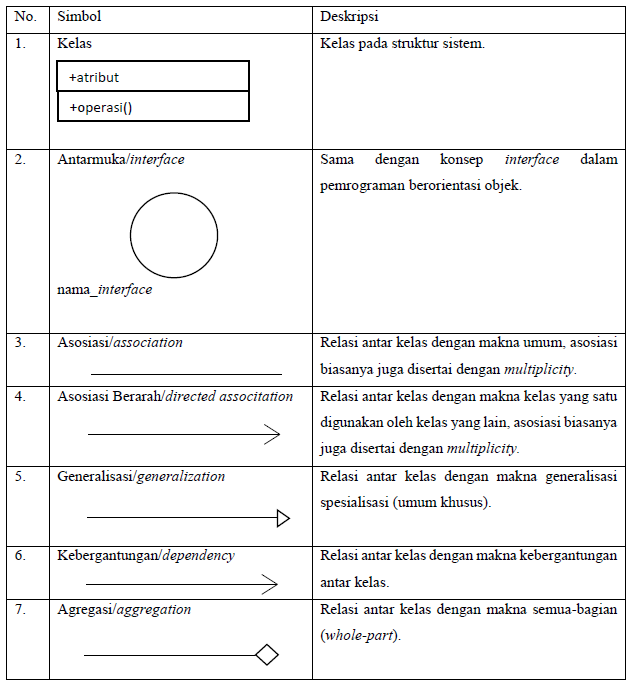 No. Simbol Deskripsi
1. Kelas Kelas pada struktur sistem.
+atribut
+operasi()
2. Antarmuka/interface Sama dengan konsep interface dalam
pemrograman berorientasi objek.
nama_interface
3. Asosiasi/association Relasi antar kelas dengan makna umum, asosiasi
biasanya juga disertai dengan multiplicity.
4. Asosiasi Berarah/directed associtation Relasi antar kelas dengan makna kelas yang satu
digunakan oleh kelas yang lain, asosiasi biasanya
juga disertai dengan multiplicity.
5. Generalisasi/generalization Relasi antar kelas dengan makna generalisasi
spesialisasi (umum khusus).
6. Kebergantungan/dependency Relasi antar kelas dengan makna kebergantungan
antar kelas.
7. Agregasi/aggregation Relasi antar kelas dengan makna semua-bagian
(whole-part).